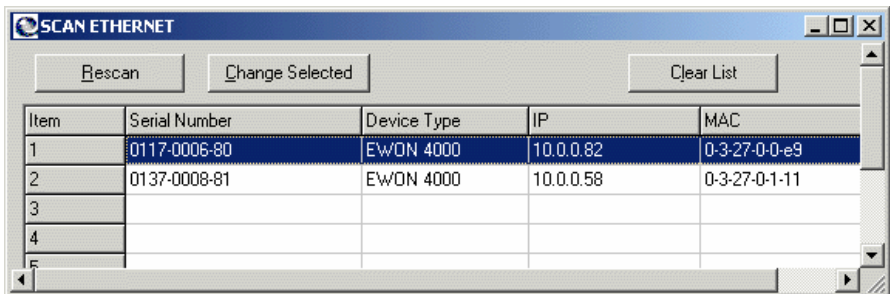 SCAN ETHERNET
Rescan Change Selected Clear List
Item Serial Number Device Type IP MAC
1 0117-0006-80 EWON 4000 10.0.0.82 0-3-27-0-0-e9
2 0137-0008-81 EWON 4000 10.0.0.58 0-3-27-0-1-11
3
4
5